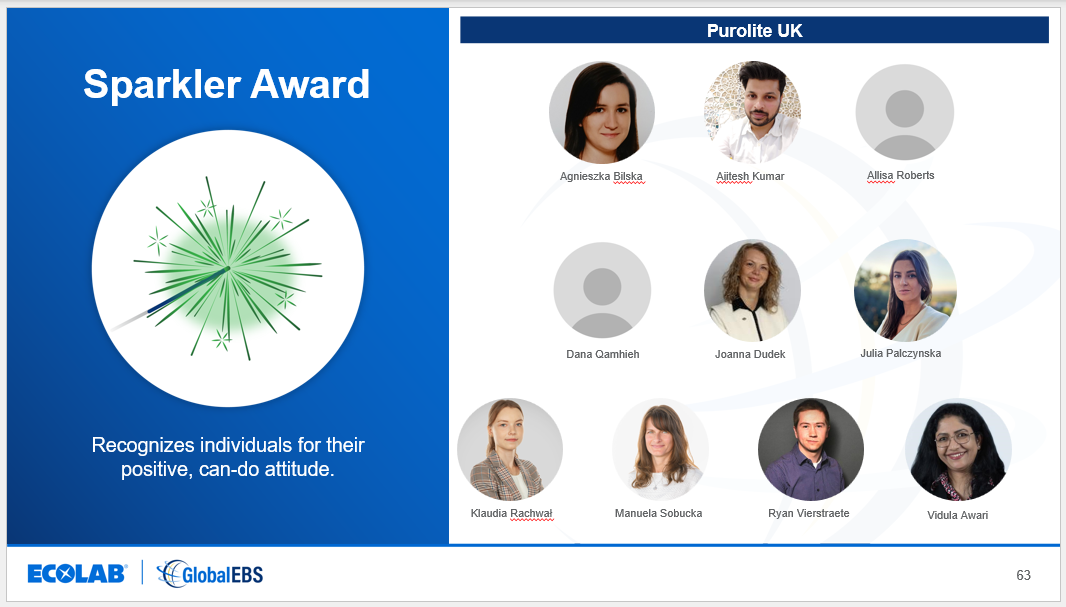 Purolite UK
Sparkler Award
Agnieszka Bilska
Ajitesh Kumar
Allisa Roberts
Dana Qamhieh
Joanna Dudek
Julia Palczynska
Recognizes individuals for their
positive, can-do attitude.
Klaudia Rachwał
Manuela Sobucka
Ryan Vierstraete
Vidula Awari
ECOLAB®
GlobalEBS
63